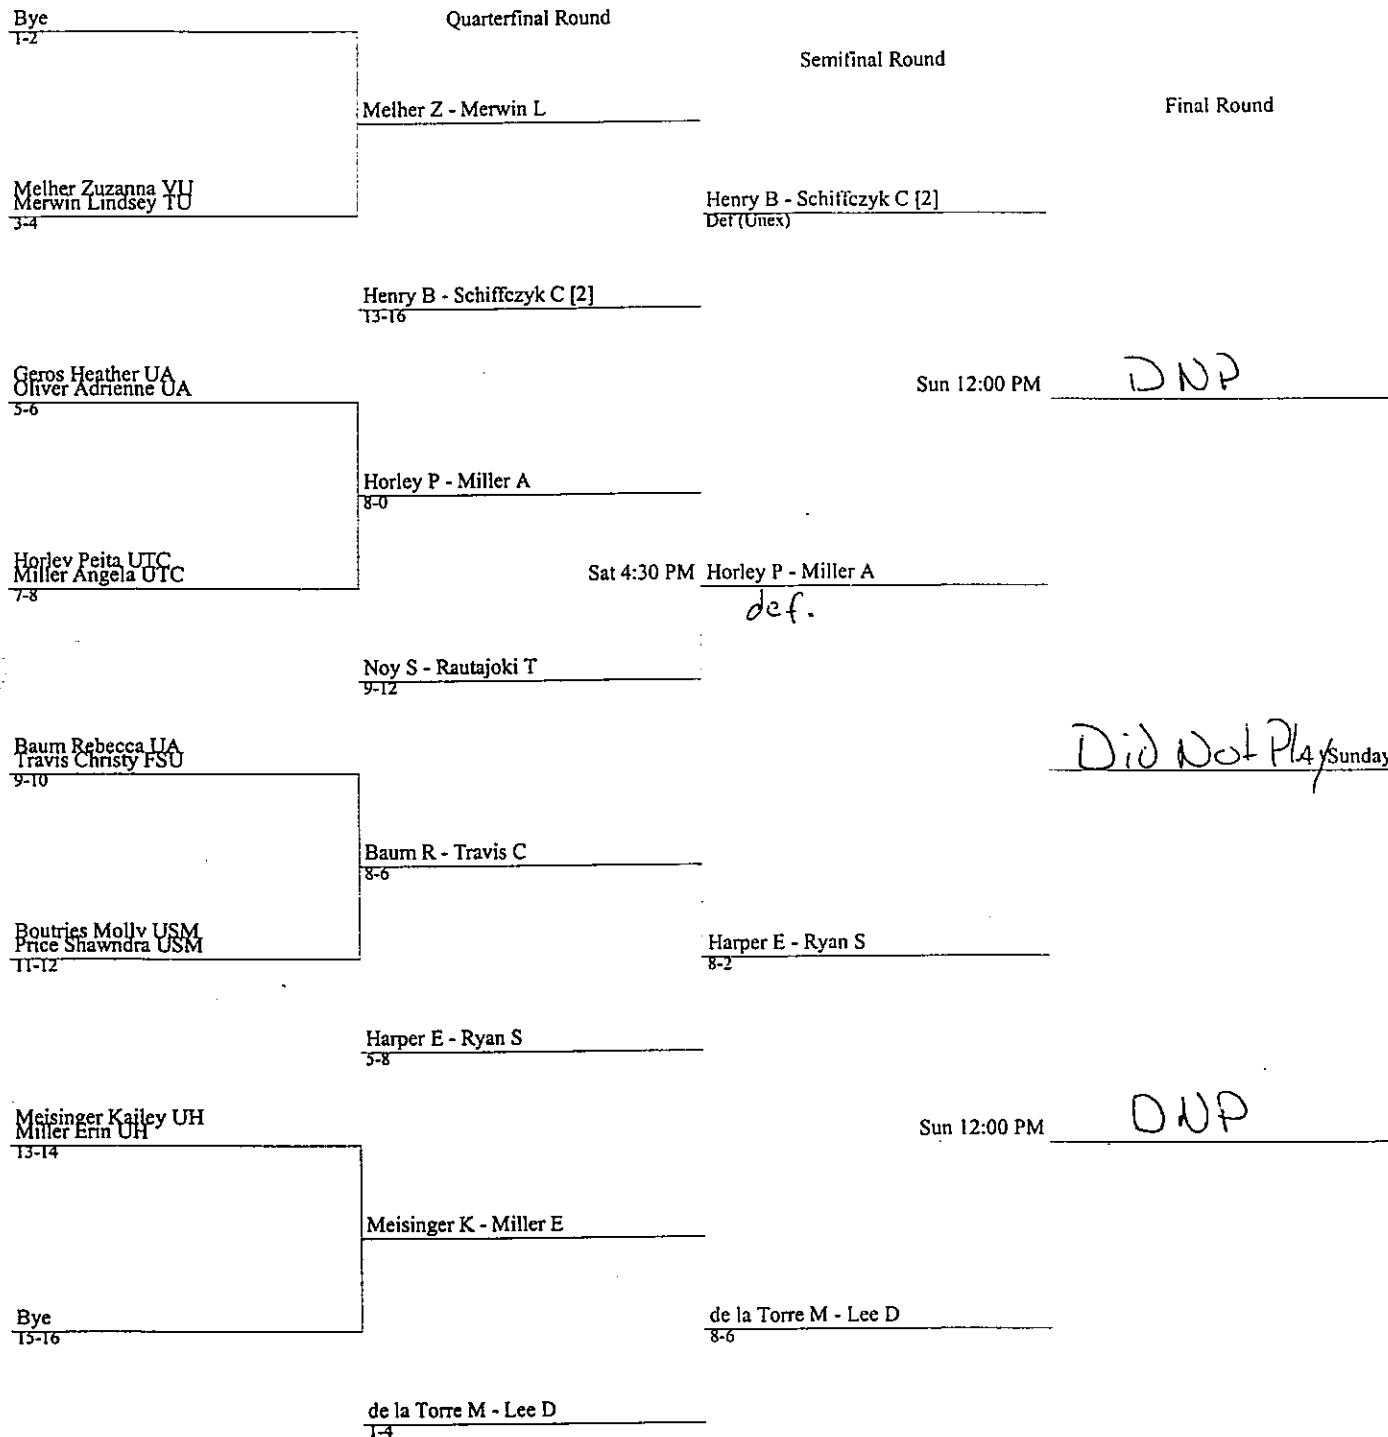 Bye
1-2
Quarterfinal Round
Semifinal Round
Final Round
Melher Z - Merwin L
Melher Zuzanna VU
Merwin Lindsey TU
3-4
Henry B - Schiffczyk C [2]
Def (Unex)
Henry B - Schiffczyk C [2]
13-16
Geros Heather UA
Oliver Adrienne UA
5-6
Sun 12:00 PM
DNP
Horley P - Miller A
8-0
Horley Peita UTC
Miller Angela UTC
7-8
Sat 4:30 PM Horley P - Miller A
def.
Noy S - Rautajoki T
9-12
Baum Rebecca UA
Travis Christy FSU
9-10
Did Not Play Sunday
Baum R - Travis C
8-6
Boutries Molly USM
Price Shawndra USM
11-12
Harper E - Ryan S
8-2
Harper E - Ryan S
5-8
Meisinger Kailey UH
Miller Erin UH
13-14
Sun 12:00 PM
DNP
Meisinger K - Miller E
Bye
15-16
de la Torre M - Lee D
8-6
de la Torre M - Lee D
1-4